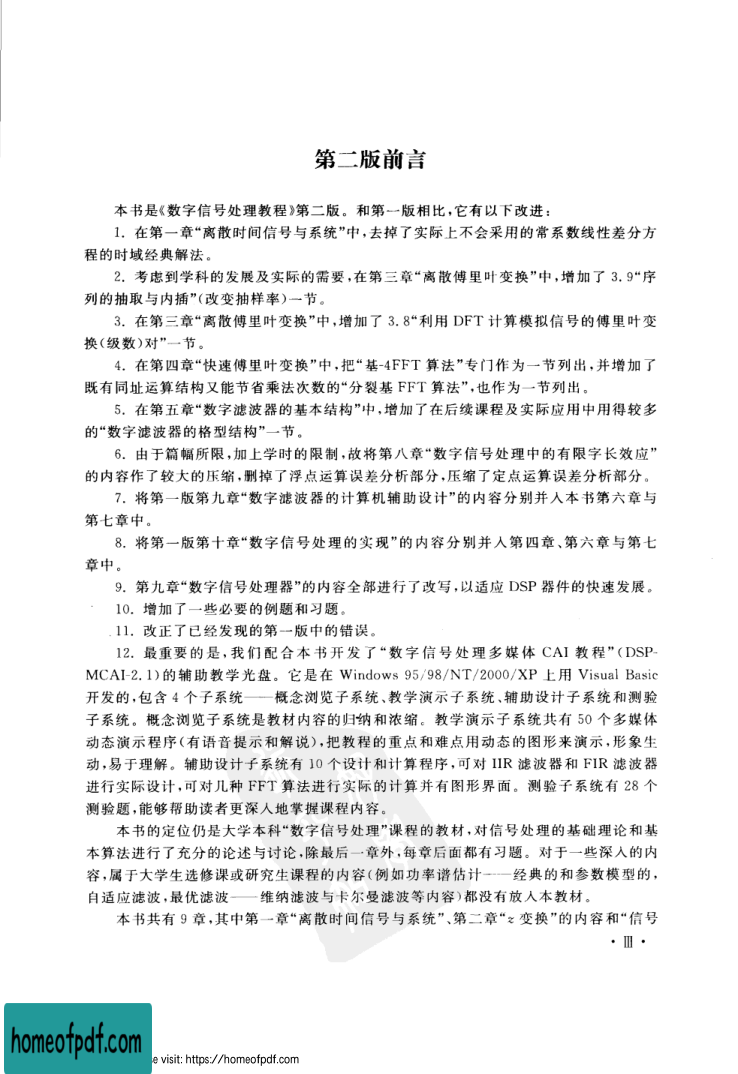 第二版前言
本书是《数字信号处理教程》第二版。和第一版相比,它有以下改进:
1. 在第一章“离散时间信号与系统”中,去掉了实际上不会采用的常系数线性差分方
程的时域经典解法。
2. 考虑到学科的发展及实际的需要,在第三章“离散傅里叶变换”中,增加了 3.9“序
列的抽取与内插”(改变抽样率)一节。
3. 在第三章“离散傅里叶变换”中,增加了 3.8“利用 DFT 计算模拟信号的傅里叶变
换(级数)对”一节。
4. 在第四章“快速傅里叶变换”中,把“基-4FFT 算法”专门作为一节列出,并增加了
既有同址运算结构又能节省乘法次数的“分裂基 FFT 算法”,也作为一节列出。
5. 在第五章“数字滤波器的基本结构”中,增加了在后续课程及实际应用中用得较多
的“数字滤波器的格型结构”一节。
6. 由于篇幅所限,加上学时的限制,故将第八章“数字信号处理中的有限字长效应”
的内容作了较大的压缩,删掉了浮点运算误差分析部分,压缩了定点运算误差分析部分。
7. 将第一版第九章“数字滤波器的计算机辅助设计”的内容分别并入本书第六章与
第七章中。
8. 将第一版第十章“数字信号处理的实现”的内容分别并入第四章、第六章与第七
章中。
9. 第九章“数字信号处理器”的内容全部进行了改写,以适应 DSP 器件的快速发展。
10. 增加了一些必要的例题和习题。
11. 改正了已经发现的第一版中的错误。
12. 最重要的是,我们配合本书开发了“数字信号处理多媒体 CAI 教程”(DSP-
MCAI-2.1)的辅助教学光盘。它是在 Windows 95/98/NT/2000/XP 上用 Visual Basic
开发的,包含 4 个子系统——概念浏览子系统、教学演示子系统、辅助设计子系统和测验
子系统。概念浏览子系统是教材内容的归纳和浓缩。教学演示子系统共有 50 个多媒体
动态演示程序(有语音提示和解说),把教程的重点和难点用动态的图形来演示,形象生
动,易于理解。辅助设计子系统有 10 个设计和计算程序,可对 IIR 滤波器和 FIR 滤波器
进行实际设计,可对几种 FFT 算法进行实际的计算并有图形界面。测验子系统有 28 个
测验题,能够帮助读者更深入地掌握课程内容。
本书的定位仍是大学本科“数字信号处理”课程的教材,对信号处理的基础理论和基
本算法进行了充分的论述与讨论,除最后一章外,每章后面都有习题。对于一些深入的内
容,属于大学生选修课或研究生课程的内容(例如功率谱估计——经典的和参数模型的,
自适应滤波,最优滤波——维纳滤波与卡尔曼滤波等内容)都没有放入本教材。
本书共有 9 章,其中第一章“离散时间信号与系统”、第二章“z 变换”的内容和“信号
· Ⅲ ·
homeofpdf.com
e visit: https://homeofpdf.com